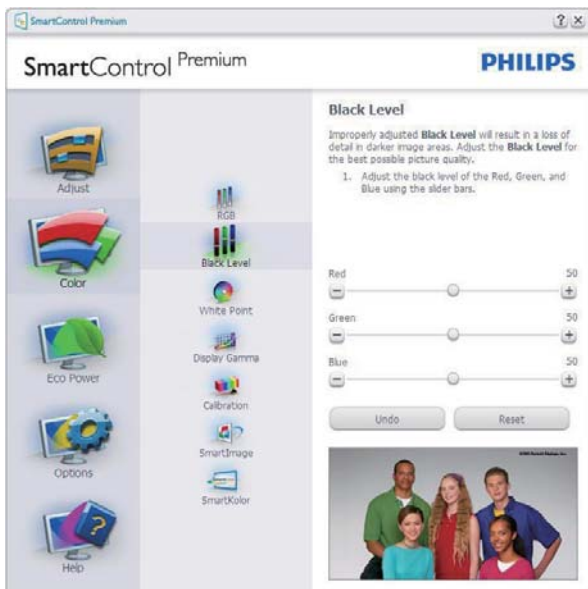 SmartControl Premium
SmartControl Premium
PHILIPS
Adjust
Color
Eco Power
Options
Help
RGB
Black Level
White Point
Display Gamma
Calibration
SmartImage
SmartKolor
Black Level
Improperly adjusted Black Level will result in a loss of
detail in darker image areas. Adjust the Black Level for
the best possible picture quality.
1. Adjust the black level of the Red, Green, and
Blue using the slider bars.
Red 50
Green 50
Blue 50
Undo Reset